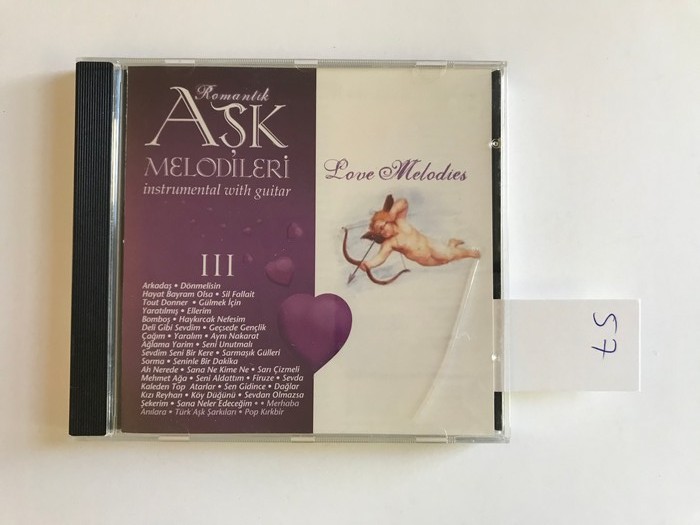 Romantik
AŞK
MELODİLERİ
instrumental with guitar
III
Arkadaş • Dönmelisin
Hayat Bayram Olsa • Sil Fallait
Tout Donner • Gülmek İçin
Yaratılmış • Ellerim
Bomboş • Haykırcak Nefesim
Deli Gibi Sevdim • Geçsede Gençlik
Çağım • Yaralım • Aynı Nakarat
Ağlama Yarim • Seni Unutmalı
Sevdim Seni Bir Kere • Sarmaşık Gülleri
Sorma • Seninle Bir Dakika
Ah Nerede • Sana Ne Kime Ne • Sarı Çizmeli
Mehmet Ağa • Seni Aldattım • Firuze • Sevda
Kaleden Top Atarlar • Sen Gidince • Dağlar
Kızı Reyhan • Köy Düğünü • Sevdan Olmazsa
Şekerim • Sana Neler Edeceğim • • Merhaba
Anılara • Türk Aşk Şarkıları • Pop Kırkbir
Love Melodies
57